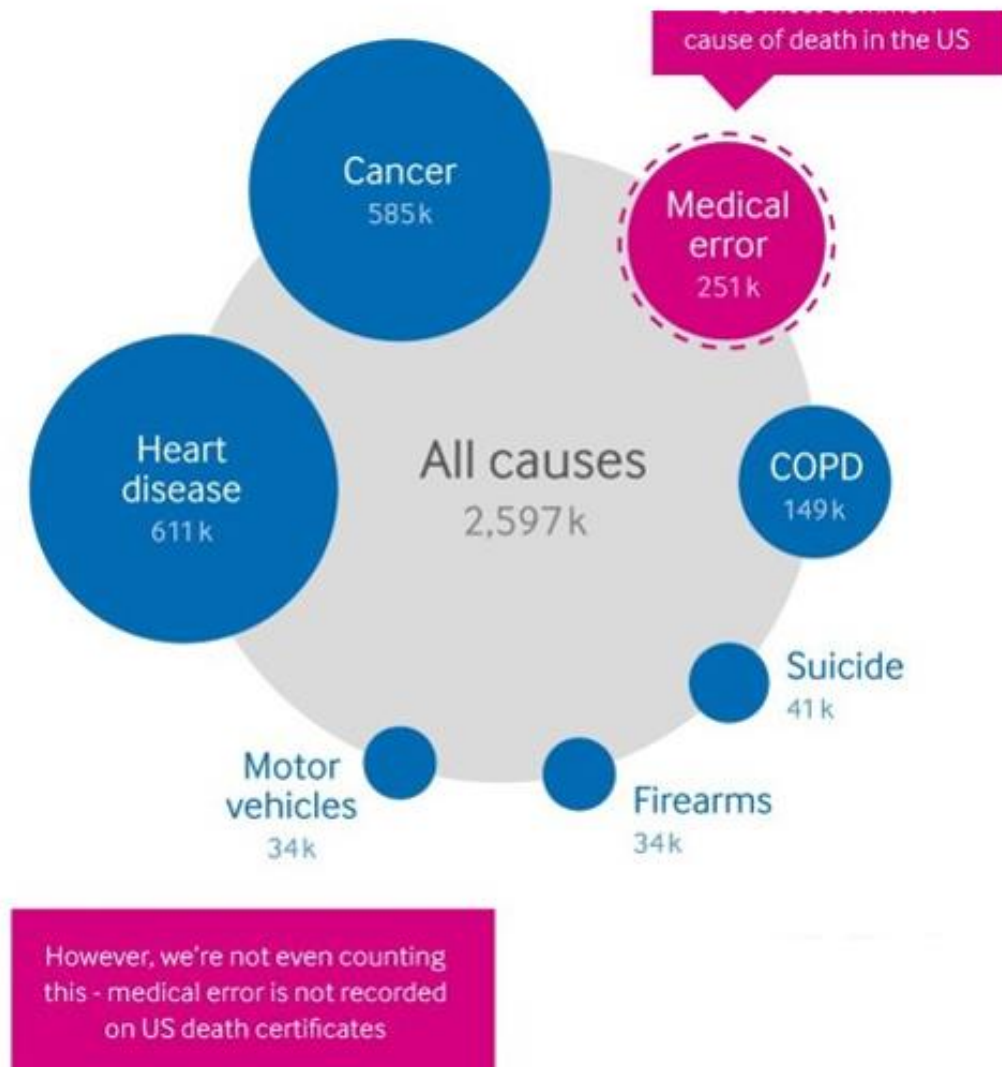 cause of death in the US
Cancer
585k
Medical
error
251k
Heart
disease
611k
All causes
2,597k
COPD
149k
Suicide
41k
Motor
vehicles
34k
Firearms
34k
However, we're not even counting
this - medical error is not recorded
on US death certificates